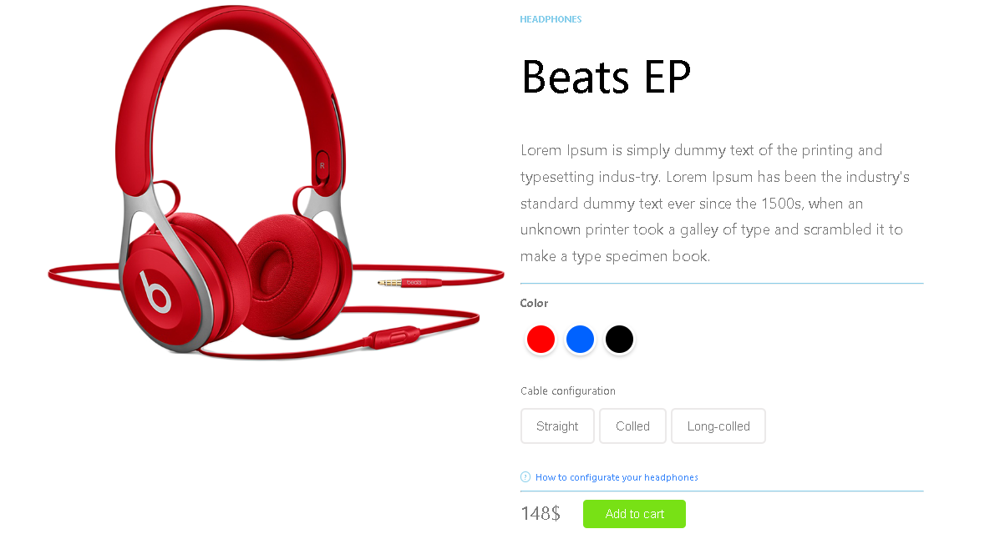 HEADPHONES
Beats EP
Lorem Ipsum is simply dummy text of the printing and
typesetting indus-try. Lorem Ipsum has been the industry's
standard dummy text ever since the 1500s, when an
unknown printer took a galley of type and scrambled it to
make a type specimen book.
R
b
beats
Color
Cable configuration
Straight Colled Long-colled
? How to configurate your headphones
148$ Add to cart